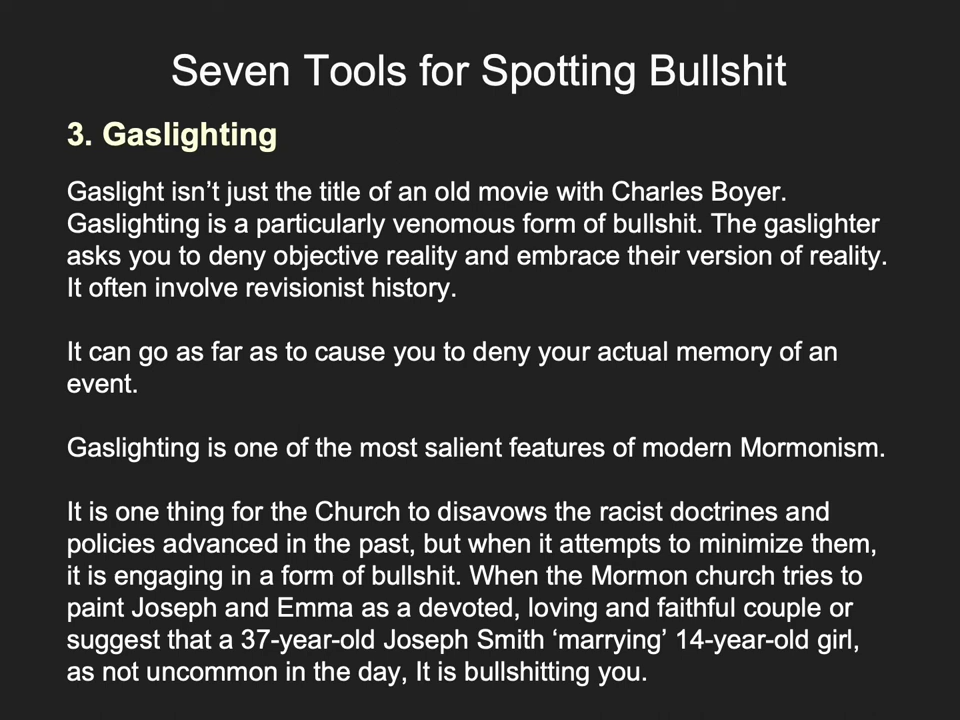 Seven Tools for Spotting Bullshit
3. Gaslighting
Gaslight isn’t just the title of an old movie with Charles Boyer.
Gaslighting is a particularly venomous form of bullshit. The gaslighter
asks you to deny objective reality and embrace their version of reality.
It often involve revisionist history.
It can go as far as to cause you to deny your actual memory of an
event.
Gaslighting is one of the most salient features of modern Mormonism.
It is one thing for the Church to disavows the racist doctrines and
policies advanced in the past, but when it attempts to minimize them,
it is engaging in a form of bullshit. When the Mormon church tries to
paint Joseph and Emma as a devoted, loving and faithful couple or
suggest that a 37-year-old Joseph Smith ‘marrying’ 14-year-old girl,
as not uncommon in the day, It is bullshitting you.